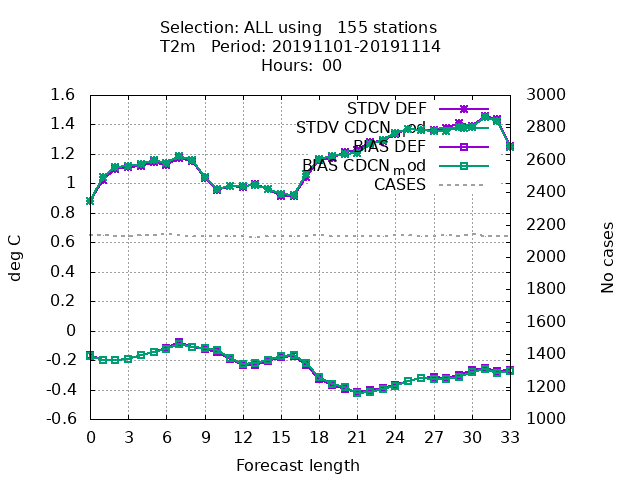 Selection: ALL using   155 stations
T2m   Period: 20191101-20191114
Hours: 00
STDV DEF
STDV CDCN_mod
BIAS DEF
BIAS CDCN_mod
CASES
1.6
1.4
1.2
1
0.8
0.6
0.4
0.2
0
-0.2
-0.4
-0.6
deg C
3000
2800
2600
2400
2200
2000
1800
1600
1400
1200
1000
No cases
0 3 6 9 12 15 18 21 24 27 30 33
Forecast length